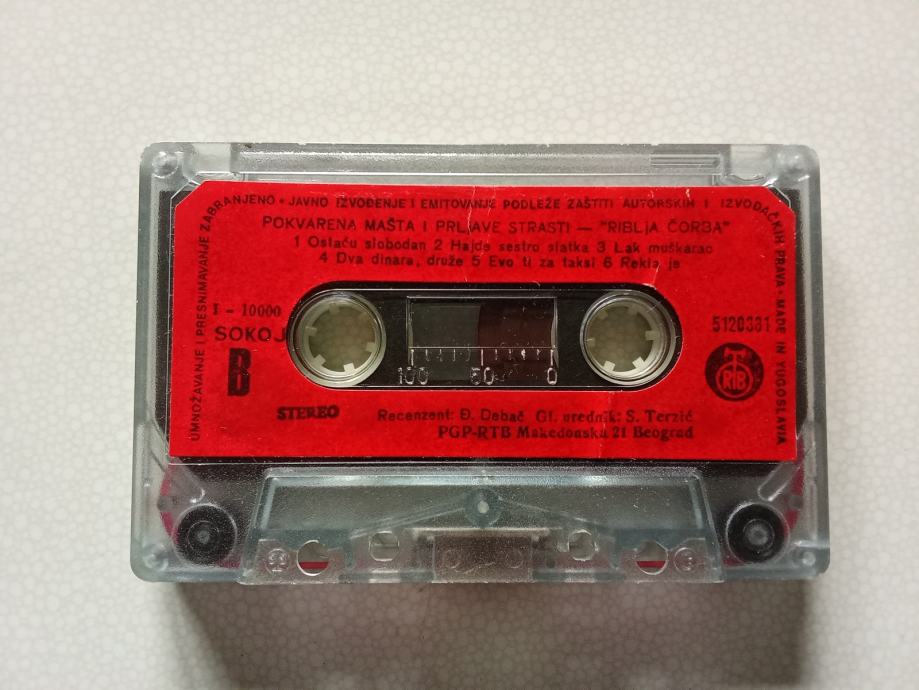 UMNOŽAVANJE I PRESNIMAVANJE ZABRANJENO • JAVNO IZVOĐENJE I EMITOVANJE PODLEŽE ZAŠTITI AUTORSKIH I IZVOĐAČKIH PRAVA • MADE IN YUGOSLAVIA
POKVARENA MAŠTA I PRLJAVE STRASTI — "RIBLJA ČORBA"
1 Ostaću slobodan 2 Hajde sestro slatka 3 Lak muškarac
4 Dva dinara, druže 5 Evo ti za taksi 6 Rekla je
I - 10000
SOKOJ
5120331
B
RTB
100 50 0
STEREO
Recenzent: Đ. Debač Gl. urednik: S. Terzić
PGP-RTB Makedonska 21 Beograd